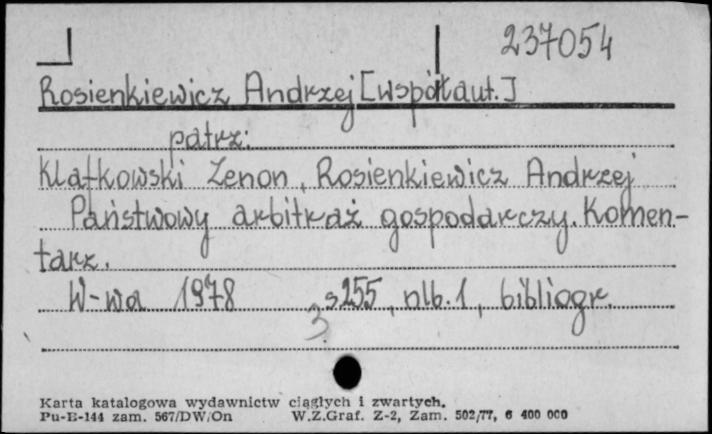 237054
Rosienkiewicz Andrzej [współaut.]
patrz:
Klatkowski Zenon, Rosienkiewicz Andrzej
Państwowy arbitraż gospodarczy. Komen-
tarz.
W-wa 1978 s 255, nlb. 1, bibliogr.
3
Karta katalogowa wydawnictw ciągłych i zwartych.
Pu-E-144 zam. 567/DW/On W.Z.Graf. Z-2, Zam. 502/77, 6 400 000